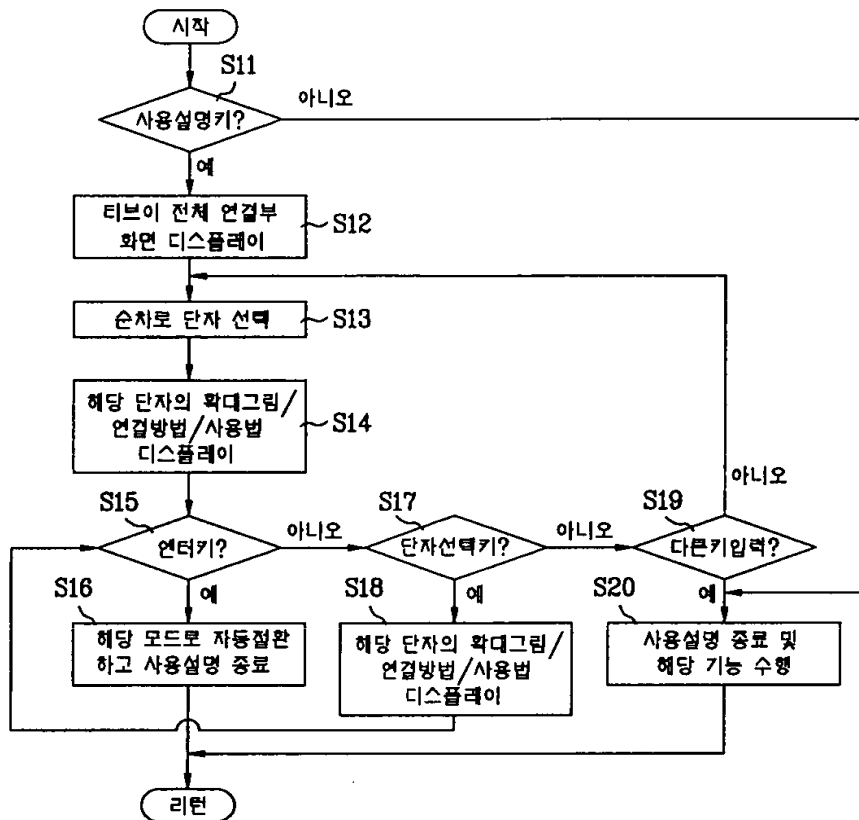 시작
S11
사용설명키?
아니오
예
티브이 전체 연결부
화면 디스플레이
S12
순차로 단자 선택
S13
해당 단자의 확대그림/
연결방법/사용법
디스플레이
S14
S15
엔터키?
아니오
S17
단자선택키?
아니오
S19
다른키입력?
아니오
예
예
예
S16
해당 모드로 자동절환
하고 사용설명 종료
S18
해당 단자의 확대그림/
연결방법/사용법
디스플레이
S20
사용설명 종료 및
해당 기능 수행
리턴